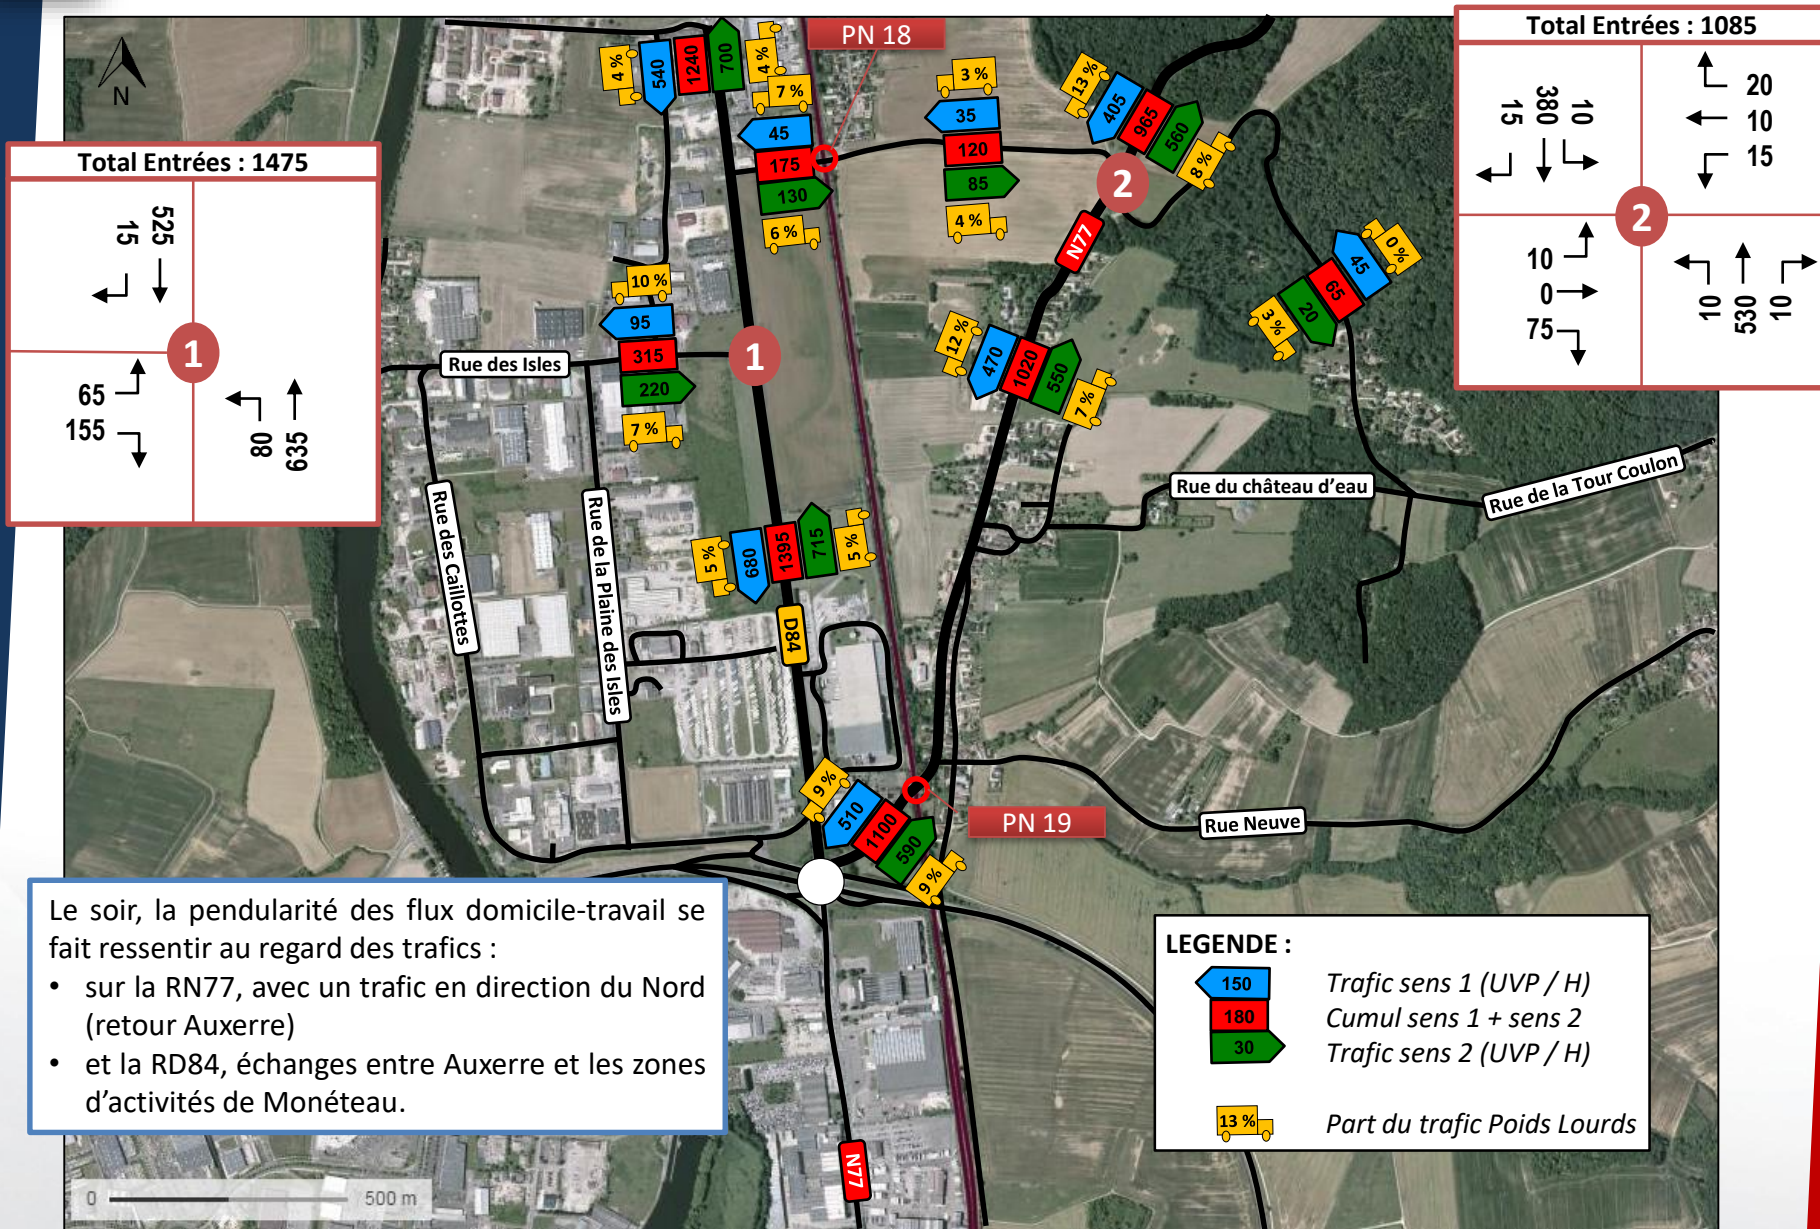 PN 18
Total Entrées : 1085
15
380
10
20
10
15
2
10
0
75
10
530
10
N
4 %
540
1240
700
4 %
7 %
45
175
130
6 %
3 %
35
120
85
4 %
13 %
405
965
560
8 %
2
N77
0 %
45
65
20
3 %
Total Entrées : 1475
15
525
1
65
155
80
635
10 %
95
315
220
7 %
Rue des Isles
1
12 %
470
1020
550
7 %
Rue du château d'eau
Rue de la Tour Coulon
Rue des Caillottes
Rue de la Plaine des Isles
5 %
680
1395
715
5 %
D84
9 %
510
1100
590
9 %
PN 19
Rue Neuve
Le soir, la pendularité des flux domicile-travail se
fait ressentir au regard des trafics :
• sur la RN77, avec un trafic en direction du Nord
(retour Auxerre)
• et la RD84, échanges entre Auxerre et les zones
d'activités de Monéteau.
LEGENDE :
150 Trafic sens 1 (UVP / H)
180 Cumul sens 1 + sens 2
30 Trafic sens 2 (UVP / H)
13 % Part du trafic Poids Lourds
N77
0 500 m